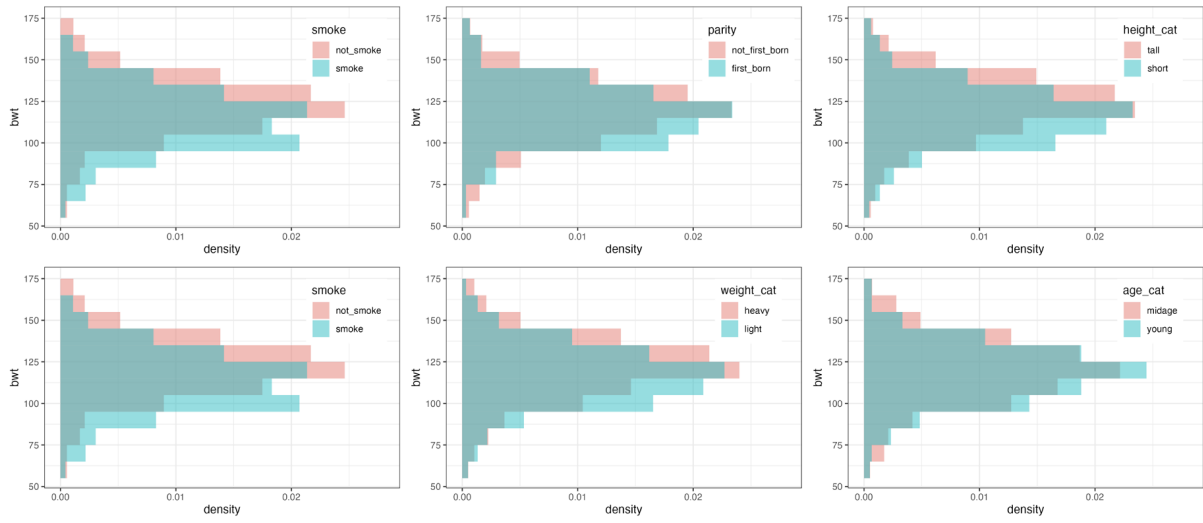 smoke
not_smoke
smoke
175
150
125
100
75
50
bwt
0.00
0.01
0.02
density
parity
not_first_born
first_born
175
150
125
100
75
50
bwt
0.00
0.01
0.02
density
height_cat
tall
short
175
150
125
100
75
50
bwt
0.00
0.01
0.02
density
smoke
not_smoke
smoke
175
150
125
100
75
50
bwt
0.00
0.01
0.02
density
weight_cat
heavy
light
175
150
125
100
75
50
bwt
0.00
0.01
0.02
density
age_cat
midage
young
175
150
125
100
75
50
bwt
0.00
0.01
0.02
density